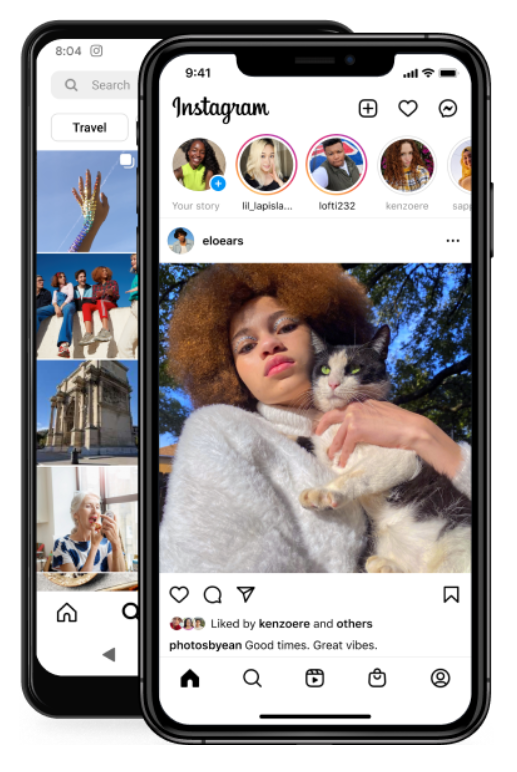 8:04
Search
Travel
9:41
Instagram
Your story
lil_lapisla...
lofti232
kenzoere
sapp
eloears
Liked by kenzoere and others
photosbyean Good times. Great vibes.